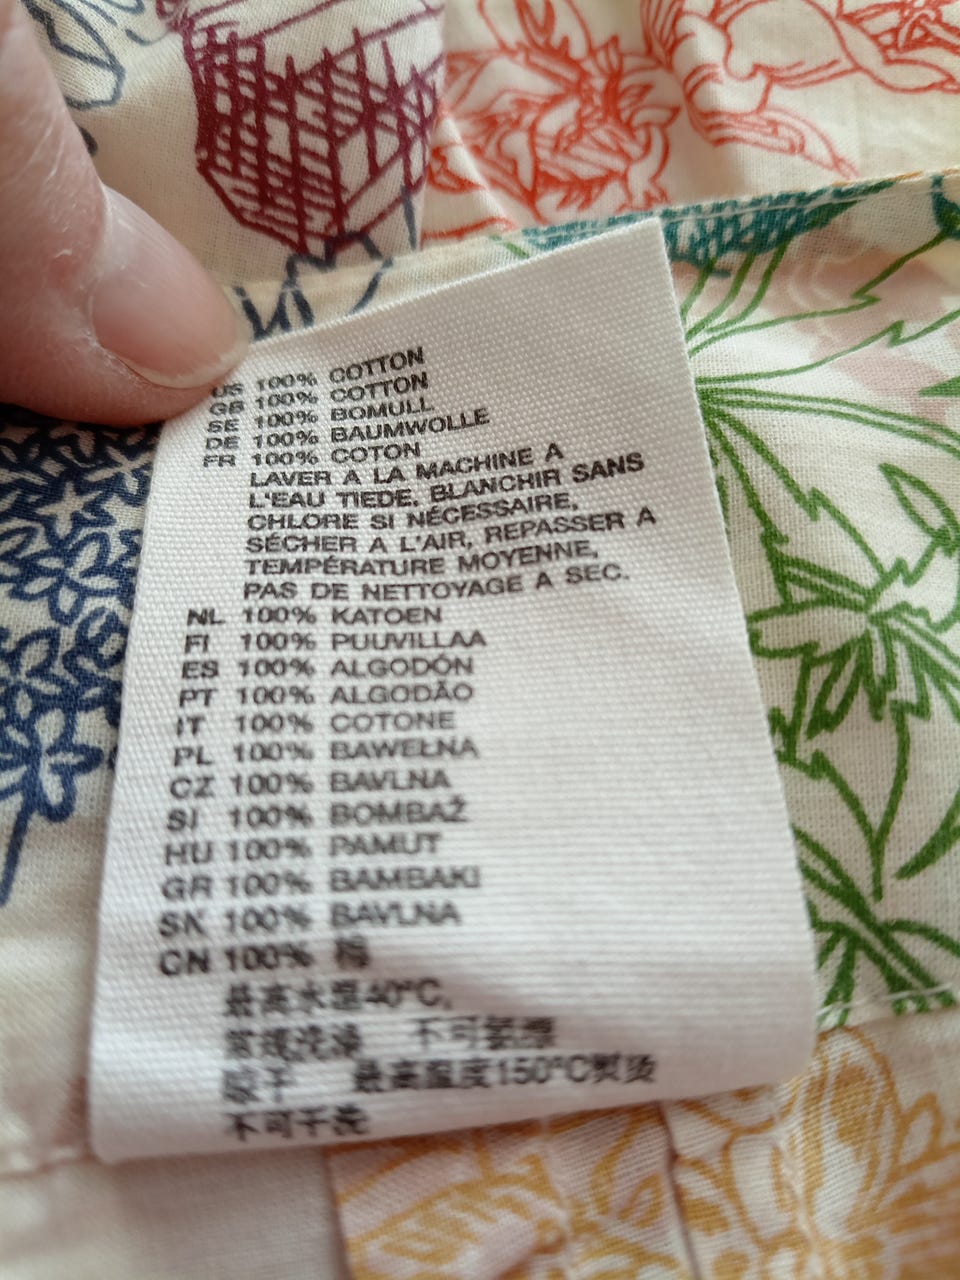 US 100% COTTON
GB 100% COTTON
SE 100% BOMULL
DE 100% BAUMWOLLE
FR 100% COTON
LAVER A LA MACHINE A
L'EAU TIEDE, BLANCHIR SANS
CHLORE SI NÉCESSAIRE,
SÉCHER A L'AIR, REPASSER A
TEMPÉRATURE MOYENNE,
PAS DE NETTOYAGE A SEC.
NL 100% KATOEN
FI 100% PUUVILLAA
ES 100% ALGODÓN
PT 100% ALGODÃO
IT 100% COTONE
PL 100% BAWEŁNA
CZ 100% BAVLNA
SI 100% BOMBAŽ
HU 100% PAMUT
GR 100% BAMBAKI
SK 100% BAVLNA
CN 100% 棉
最高水温40°C,
常规洗涤 不可氯漂
晾干 最高温度150°C熨烫
不可干洗